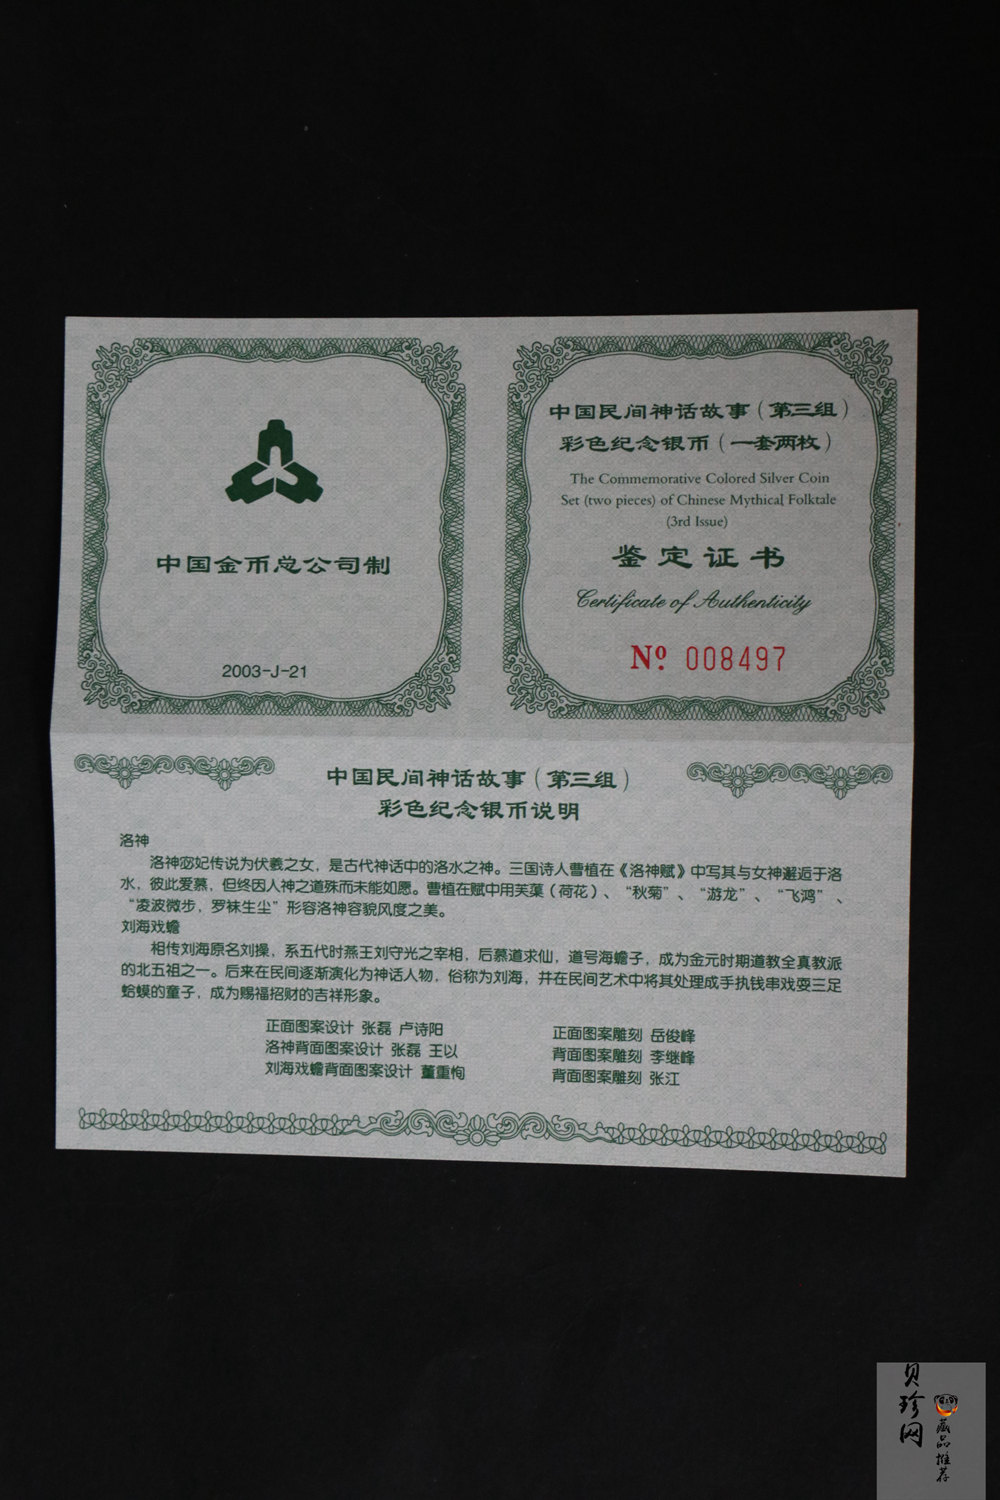 中国金币总公司制
2003-J-21
中国民间神话故事（第三组）
彩色纪念银币（一套两枚）
The Commemorative Colored Silver Coin
Set (two pieces) of Chinese Mythical Folktale
(3rd Issue)
鉴定证书
Certificate of Authenticity
Nº 008497
中国民间神话故事（第三组）
彩色纪念银币说明
洛神
洛神宓妃传说为伏羲之女，是古代神话中的洛水之神。三国诗人曹植在《洛神赋》中写其与女神邂逅于洛
水，彼此爱慕，但终因人神之道殊而未能如愿。曹植在赋中用芙蕖（荷花）、“秋菊”、“游龙”、“飞鸿”、
“凌波微步，罗袜生尘”形容洛神容貌风度之美。
刘海戏蟾
相传刘海原名刘操，系五代时燕王刘守光之宰相，后慕道求仙，道号海蟾子，成为金元时期道教全真教派
的北五祖之一。后来在民间逐渐演化为神话人物，俗称为刘海，并在民间艺术中将其处理成手执钱串戏耍三足
蛤蟆的童子，成为赐福招财的吉祥形象。
正面图案设计 张磊 卢诗阳
洛神背面图案设计 张磊 王以
刘海戏蟾背面图案设计 董重恂
正面图案雕刻 岳俊峰
背面图案雕刻 李继峰
背面图案雕刻 张江
贝珍网
藏品推荐